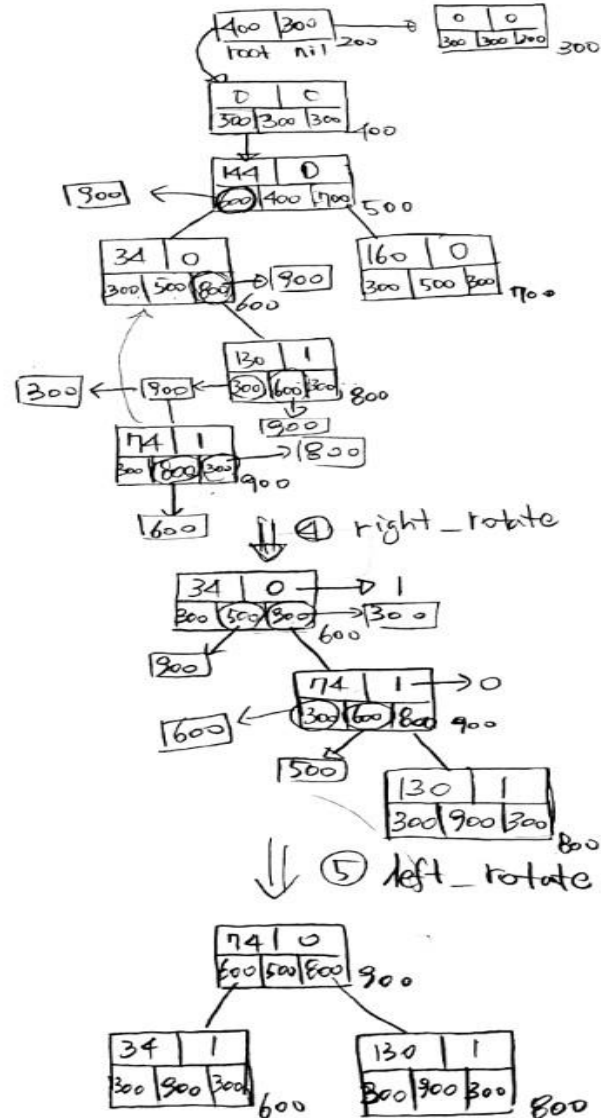 400 300 200
root nil
0 0
300 300 300 300
0 0
500 300 300 400
144 0
900 600 400 700 500
34 0
300 500 800 900 600
160 0
300 500 300 700
130 1
300 900 300 600 300 800
900
74 1
300 800 300 900 800
600
④ right_rotate
34 0 1
300 500 900 300 600
900
74 1 0
600 300 600 800 900
500
130 1
300 900 300 800
⑤ left_rotate
74 0
600 500 800 900
34 1
300 900 300 600
130 1
300 900 300 800